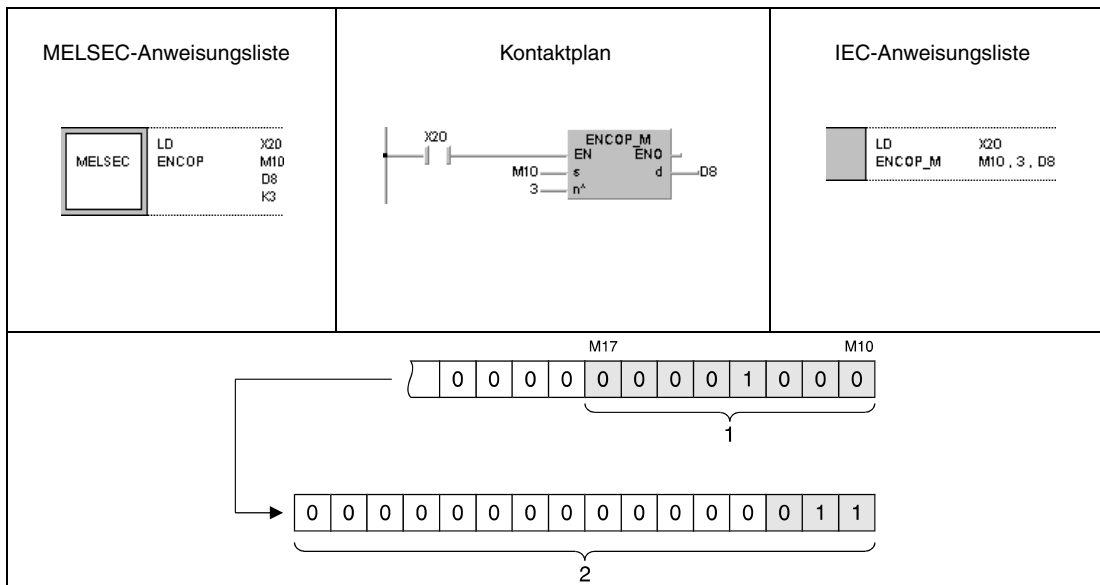 MELSEC-Anweisungsliste
Kontaktplan
IEC-Anweisungsliste
MELSEC
LD X20
ENCOP M10
D8
K3
X20
ENCOP_M
EN ENO
M10 s d D8
3 n^
LD X20
ENCOP_M M10 , 3 , D8
M17 M10
0 0 0 0 0 0 0 0 1 0 0 0
1
0 0 0 0 0 0 0 0 0 0 0 0 0 0 1 1
2